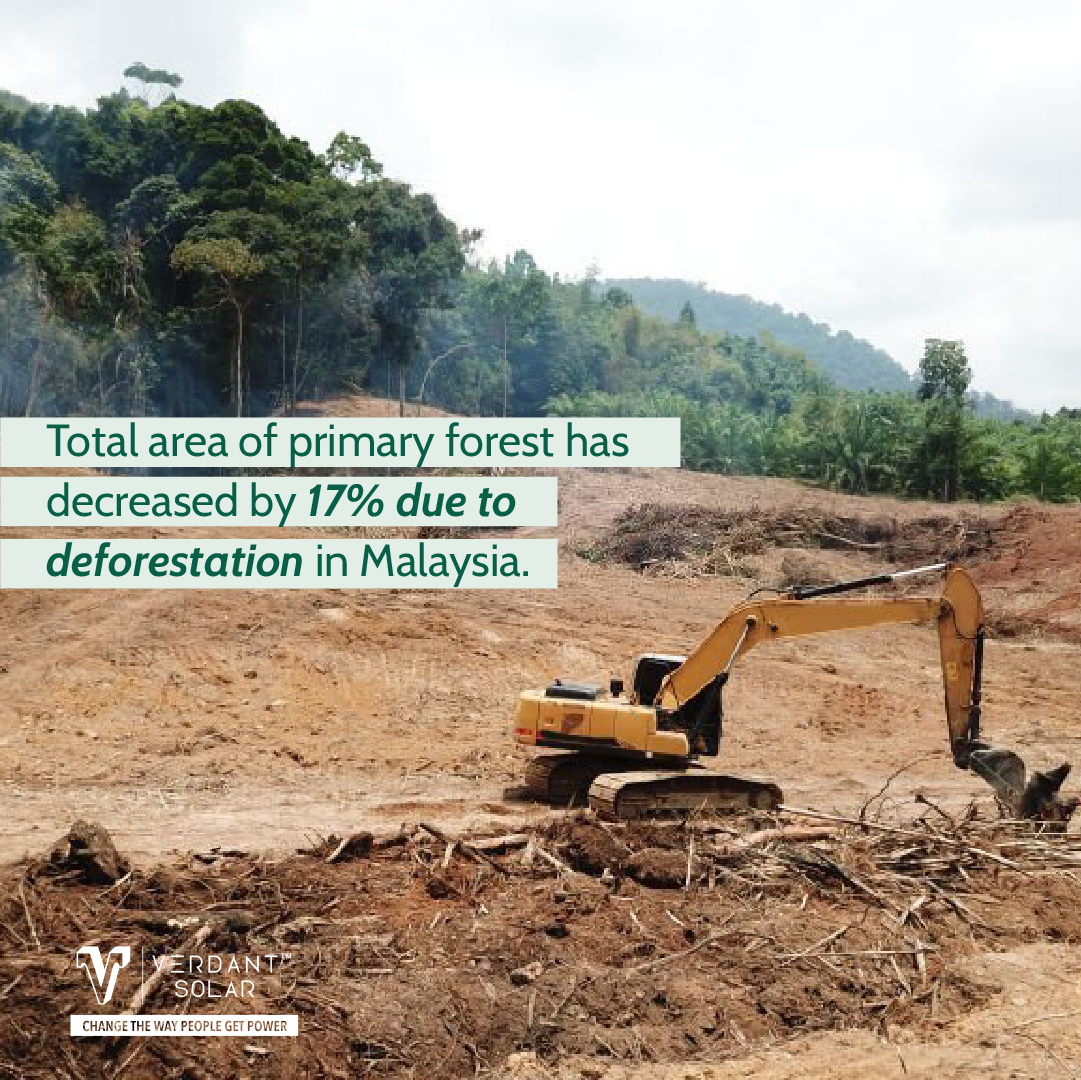 Total area of primary forest has
decreased by 17% due to
deforestation in Malaysia.
VERDANT™
SOLAR
CHANGE THE WAY PEOPLE GET POWER